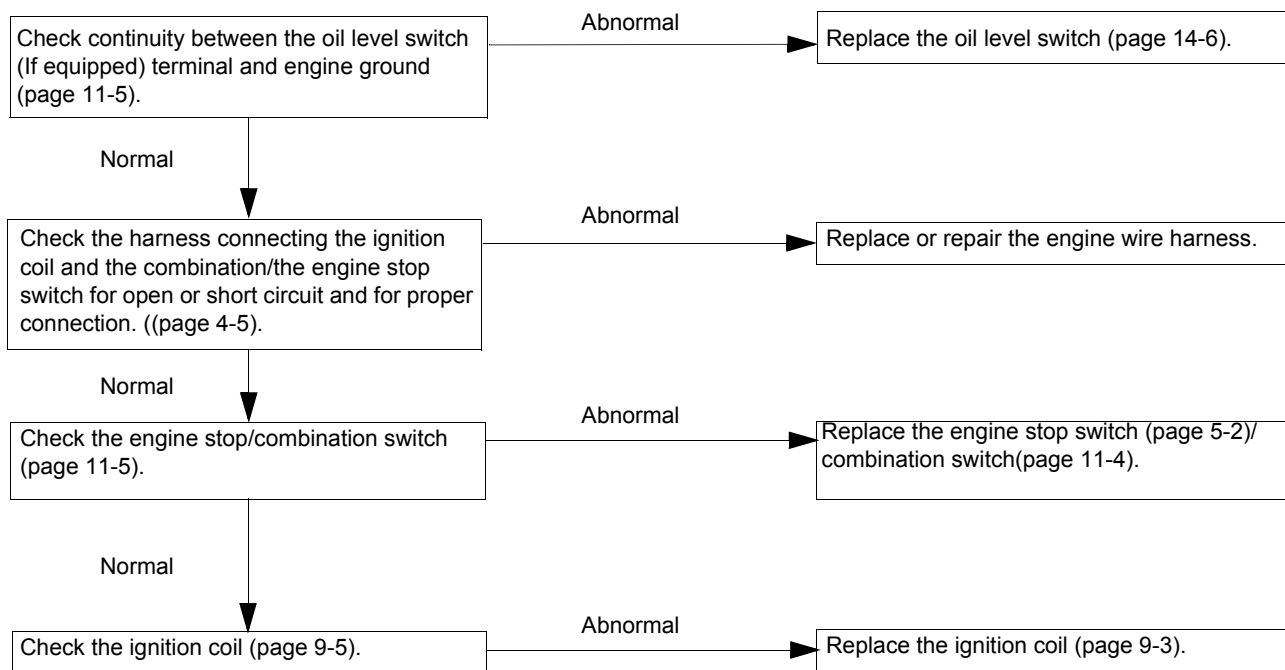 Check continuity between the oil level switch
(If equipped) terminal and engine ground
(page 11-5).
Abnormal
Replace the oil level switch (page 14-6).
Normal
Check the harness connecting the ignition
coil and the combination/the engine stop
switch for open or short circuit and for proper
connection. ((page 4-5).
Abnormal
Replace or repair the engine wire harness.
Normal
Check the engine stop/combination switch
(page 11-5).
Abnormal
Replace the engine stop switch (page 5-2)/
combination switch(page 11-4).
Normal
Check the ignition coil (page 9-5).
Abnormal
Replace the ignition coil (page 9-3).